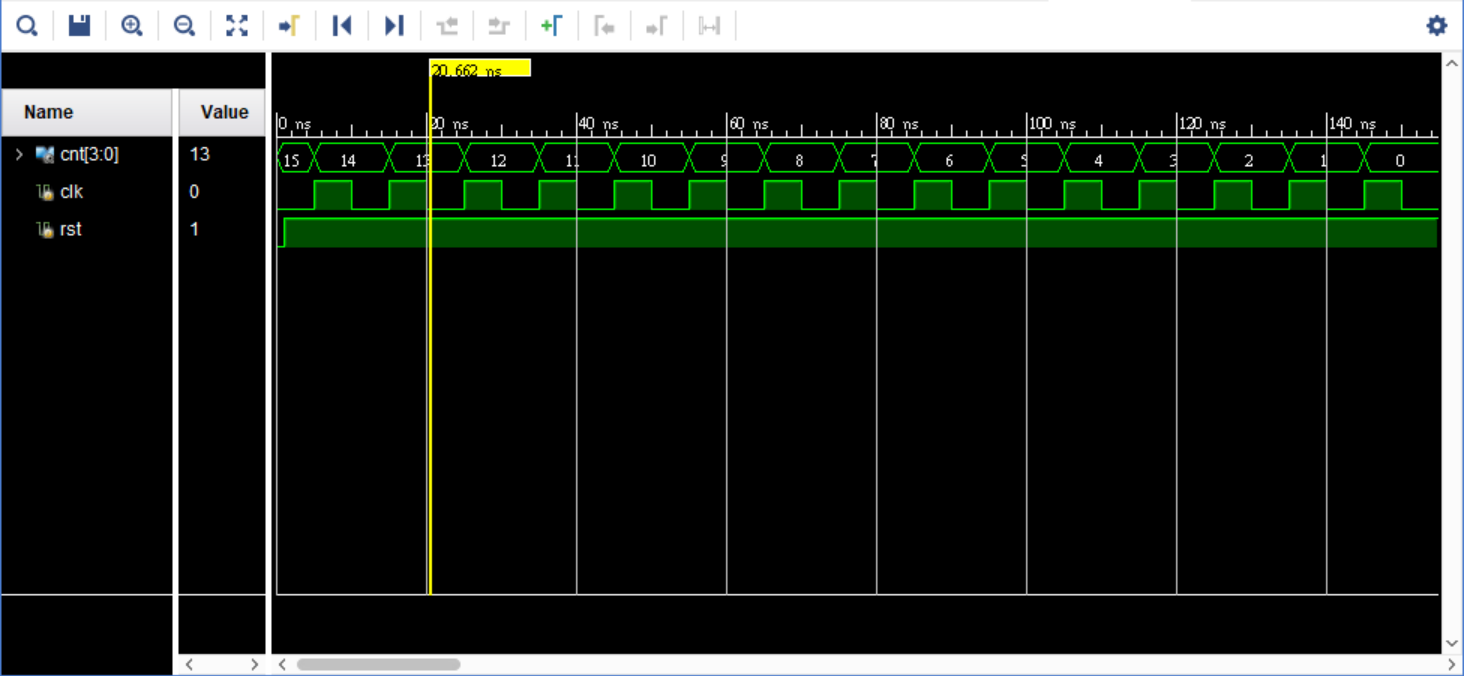 20.662 ns
Name Value
0 ns 20 ns 40 ns 60 ns 80 ns 100 ns 120 ns 140 ns
cnt[3:0] 13 15 14 13 12 11 10 9 8 7 6 5 4 3 2 1 0
clk 0
rst 1